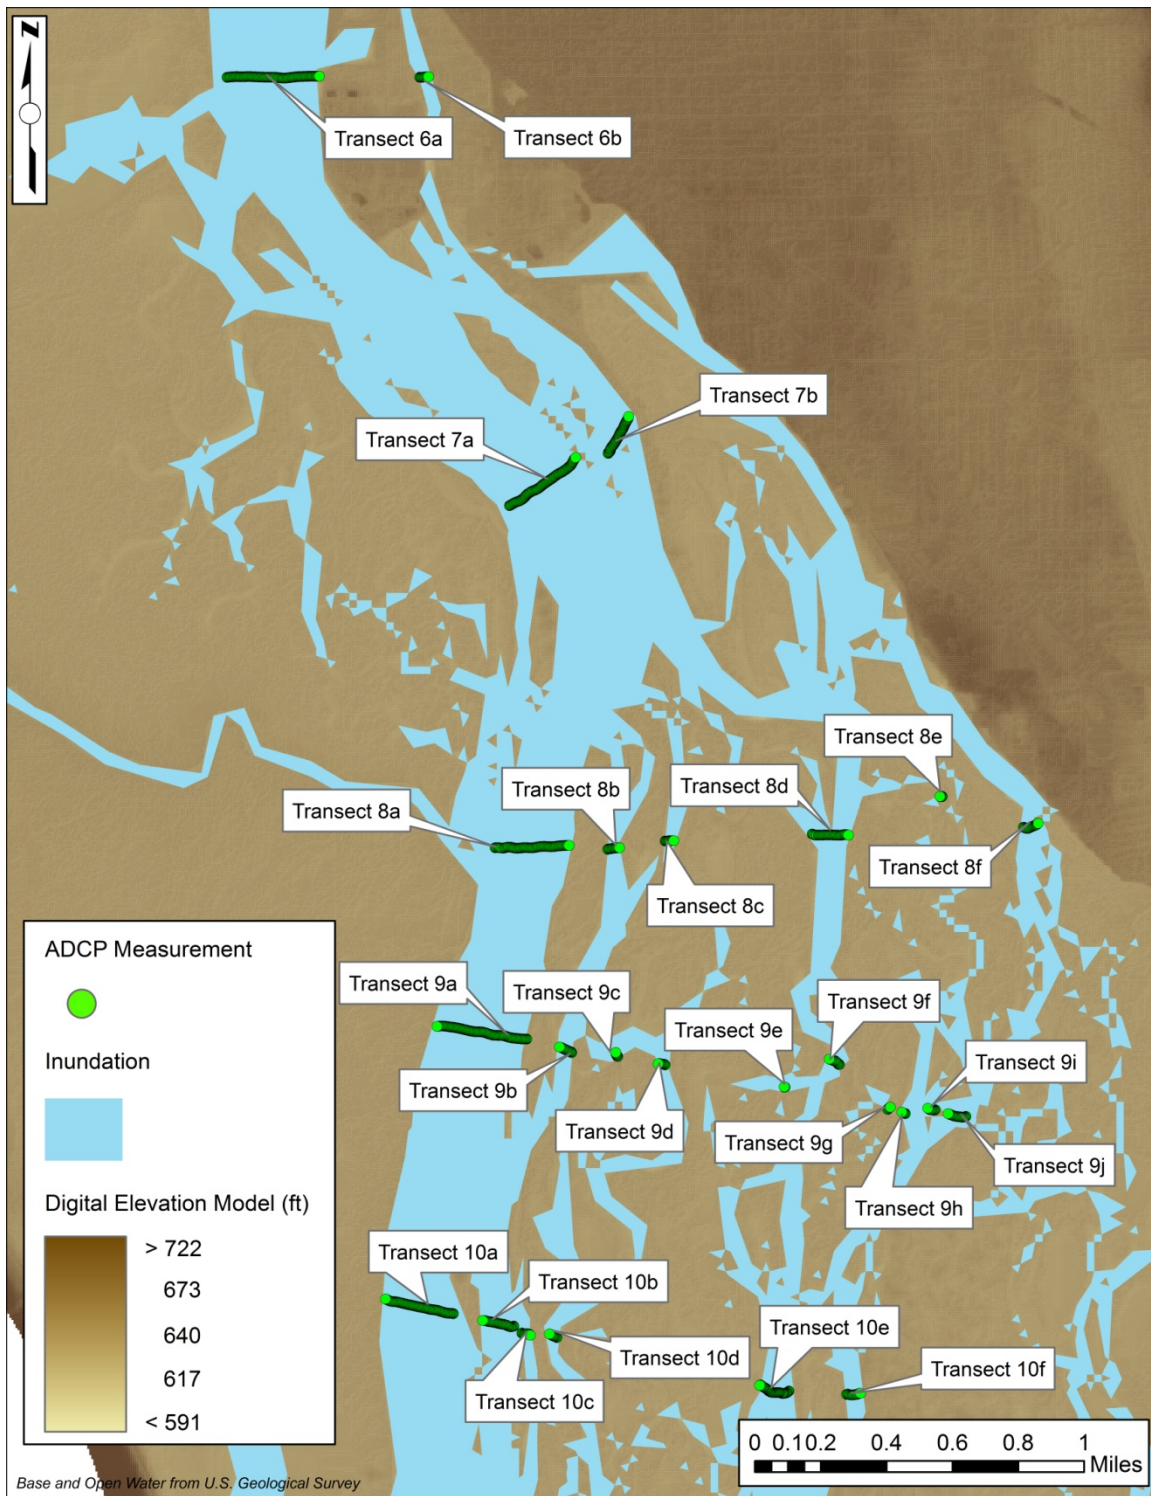 N
Transect 6a
Transect 6b
Transect 7b
Transect 7a
Transect 8e
Transect 8b
Transect 8d
Transect 8a
Transect 8f
Transect 8c
ADCP Measurement
Transect 9a
Transect 9c
Transect 9f
Transect 9e
Transect 9i
Inundation
Transect 9b
Transect 9d
Transect 9g
Transect 9j
Transect 9h
Digital Elevation Model (ft)
> 722
673
640
617
< 591
Transect 10a
Transect 10b
Transect 10e
Transect 10d
Transect 10f
Transect 10c
0 0.1 0.2 0.4 0.6 0.8 1
Miles
Base and Open Water from U.S. Geological Survey